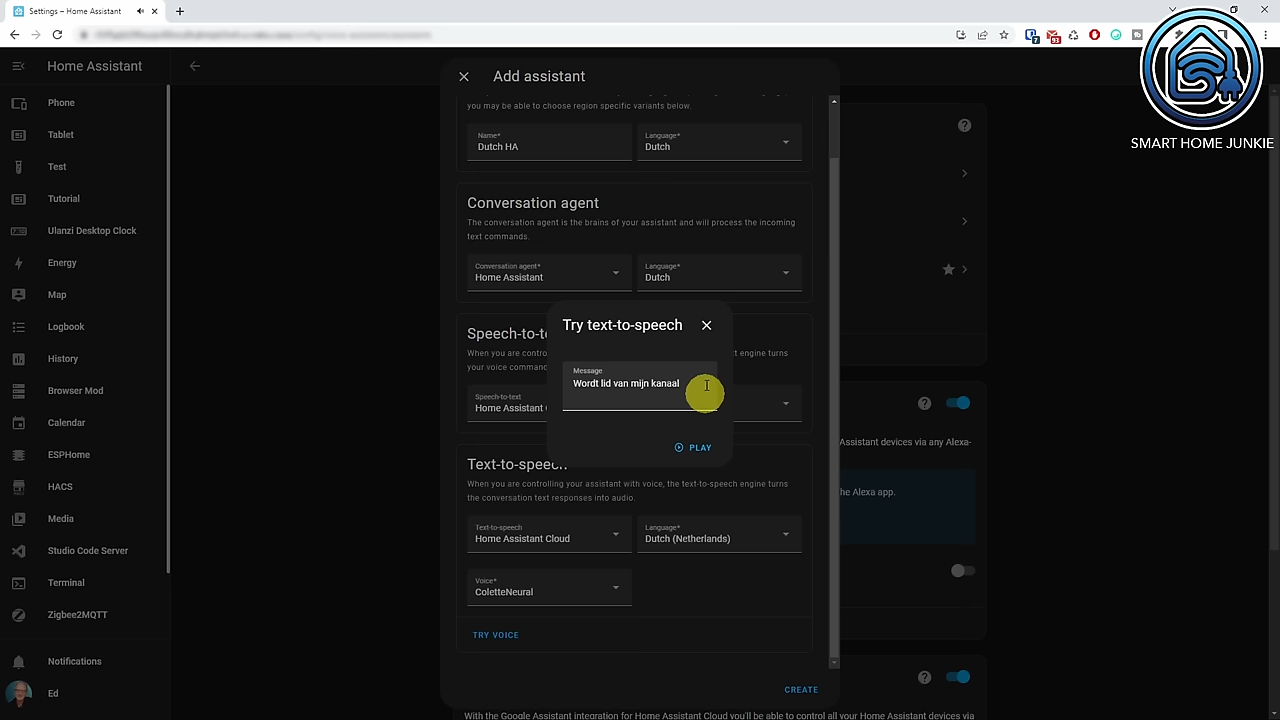 Settings – Home Assistant
7
93
SMART HOME JUNKIE
Home Assistant
Phone
Tablet
Test
Tutorial
Ulanzi Desktop Clock
Energy
Map
Logbook
History
Browser Mod
Calendar
ESPHome
HACS
Media
Studio Code Server
Terminal
Zigbee2MQTT
Notifications
Ed
Add assistant
you may be able to choose region specific variants below.
Name*
Dutch HA
Language*
Dutch
Conversation agent
The conversation agent is the brains of your assistant and will process the incoming
text commands.
Conversation agent*
Home Assistant
Language*
Dutch
Speech-to-te
When you are contro
t engine turns
your voice command
Speech-to-text
Home Assistant
Try text-to-speech
Message
Wordt lid van mijn kanaal
PLAY
Text-to-speech
When you are controlling your assistant with voice, the text-to-speech engine turns
the conversation text responses into audio.
Text-to-speech
Home Assistant Cloud
Language*
Dutch (Netherlands)
Voice*
ColetteNeural
TRY VOICE
CREATE
Assistant devices via any Alexa-
he Alexa app.
With the Google Assistant integration for Home Assistant Cloud you'll be able to control all your Home Assistant devices via